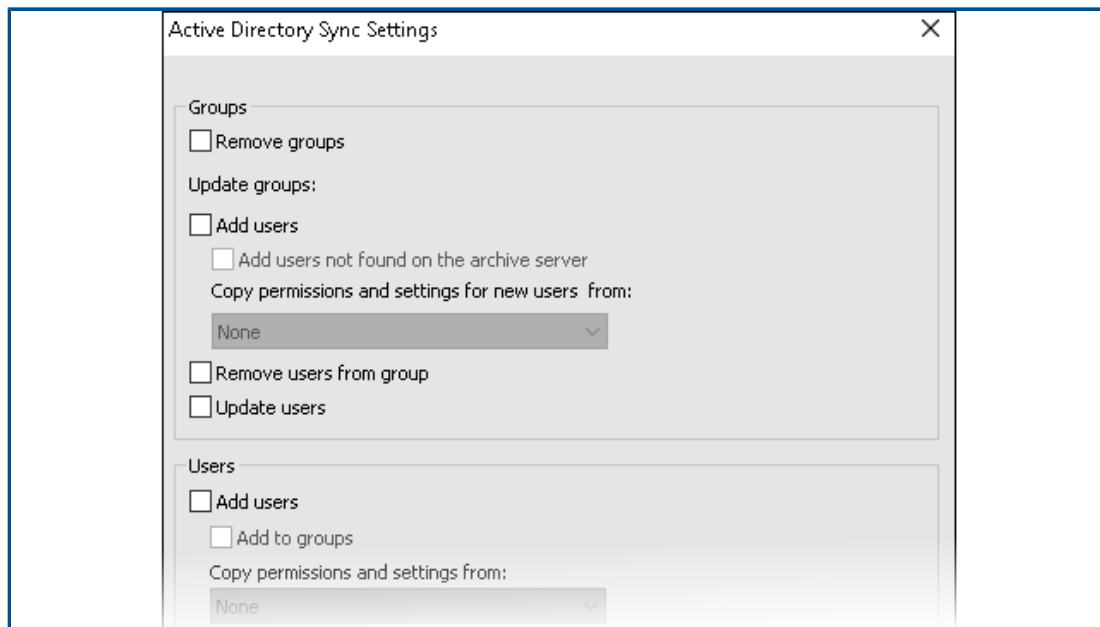 Active Directory Sync Settings
Groups
Remove groups
Update groups:
Add users
Add users not found on the archive server
Copy permissions and settings for new users from:
None
Remove users from group
Update users
Users
Add users
Add to groups
Copy permissions and settings from:
None